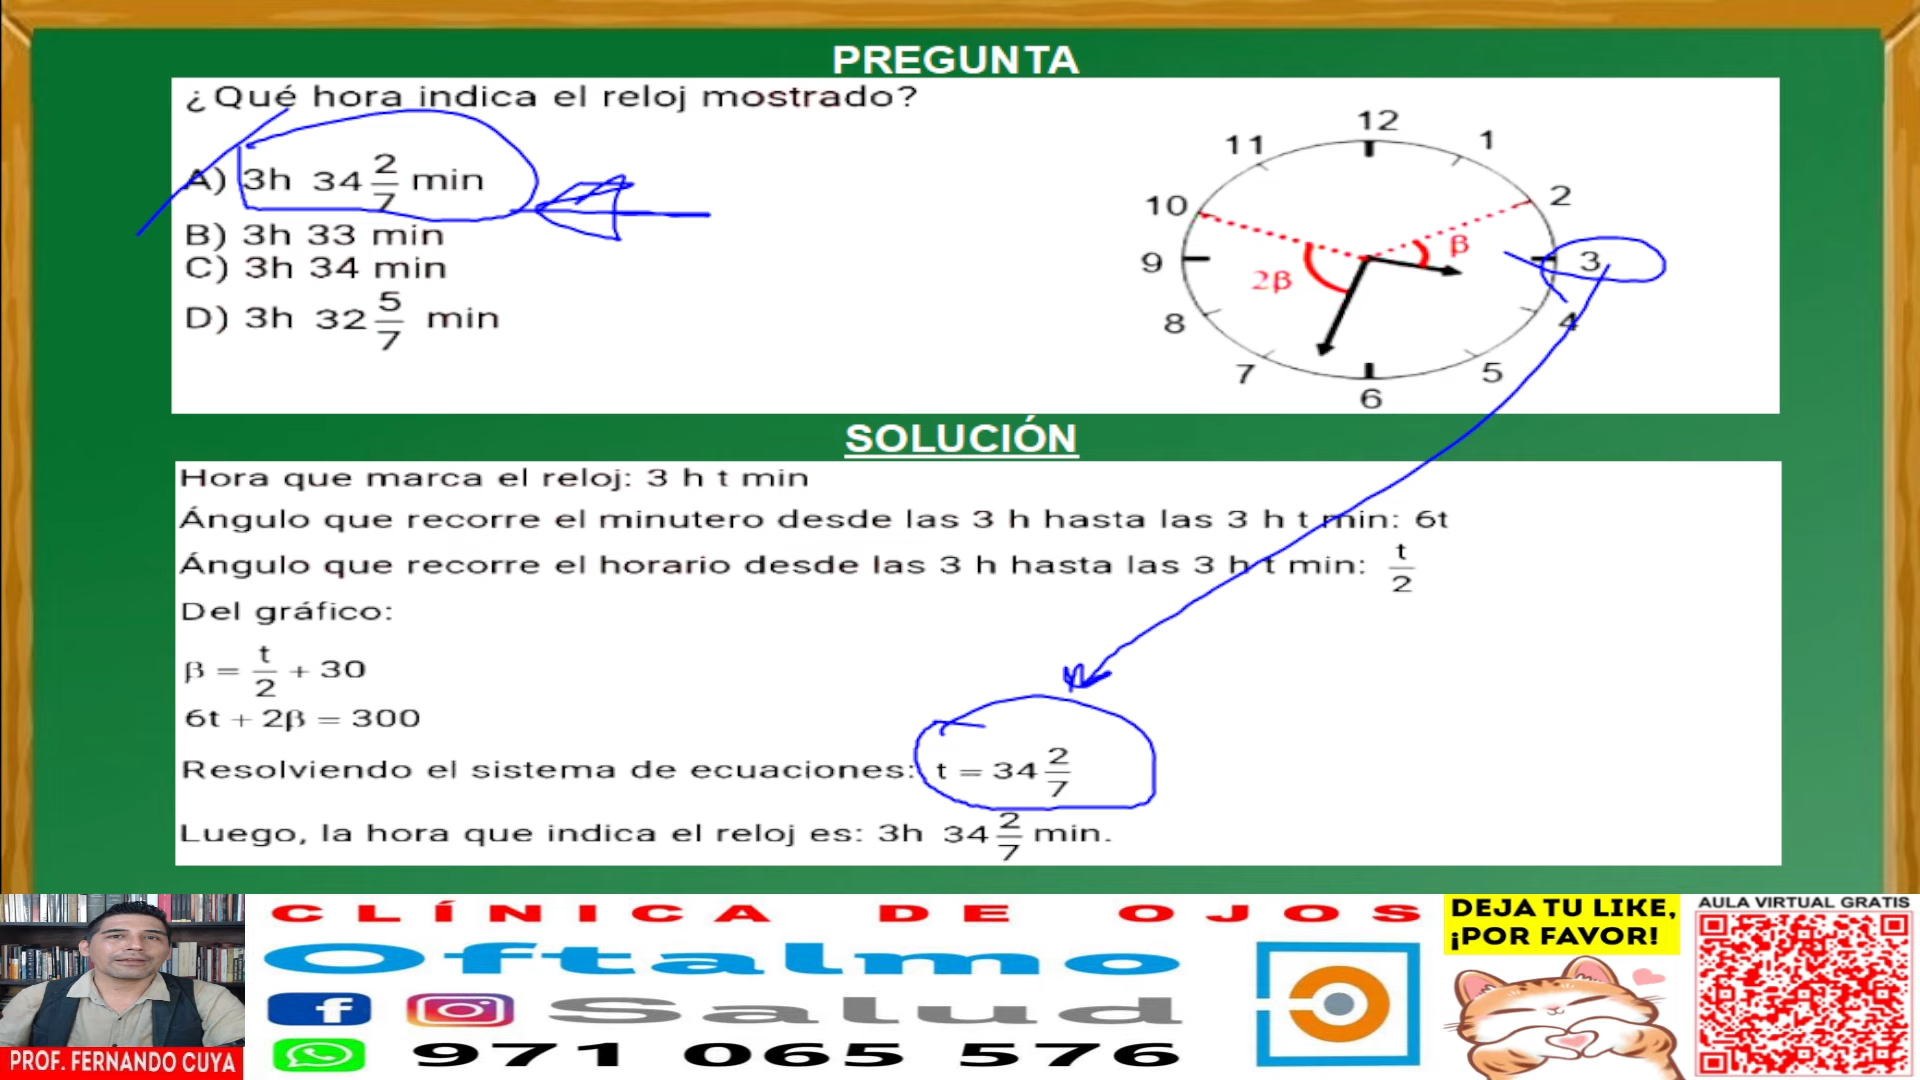 PREGUNTA
¿Qué hora indica el reloj mostrado?
A) 3h 34 2/7 min
B) 3h 33 min
C) 3h 34 min
D) 3h 32 5/7 min
12
1
2
3
4
5
6
7
8
9
10
11
β
2β
SOLUCIÓN
Hora que marca el reloj: 3 h t min
Ángulo que recorre el minutero desde las 3 h hasta las 3 h t min: 6t
Ángulo que recorre el horario desde las 3 h hasta las 3 h t min: t/2
Del gráfico:
β = t/2 + 30
6t + 2β = 300
Resolviendo el sistema de ecuaciones: t = 34 2/7
Luego, la hora que indica el reloj es: 3h 34 2/7 min.
PROF. FERNANDO CUYA
CLÍNICA DE OJOS
Oftalmo
Salud
971 065 576
DEJA TU LIKE,
¡POR FAVOR!
AULA VIRTUAL GRATIS